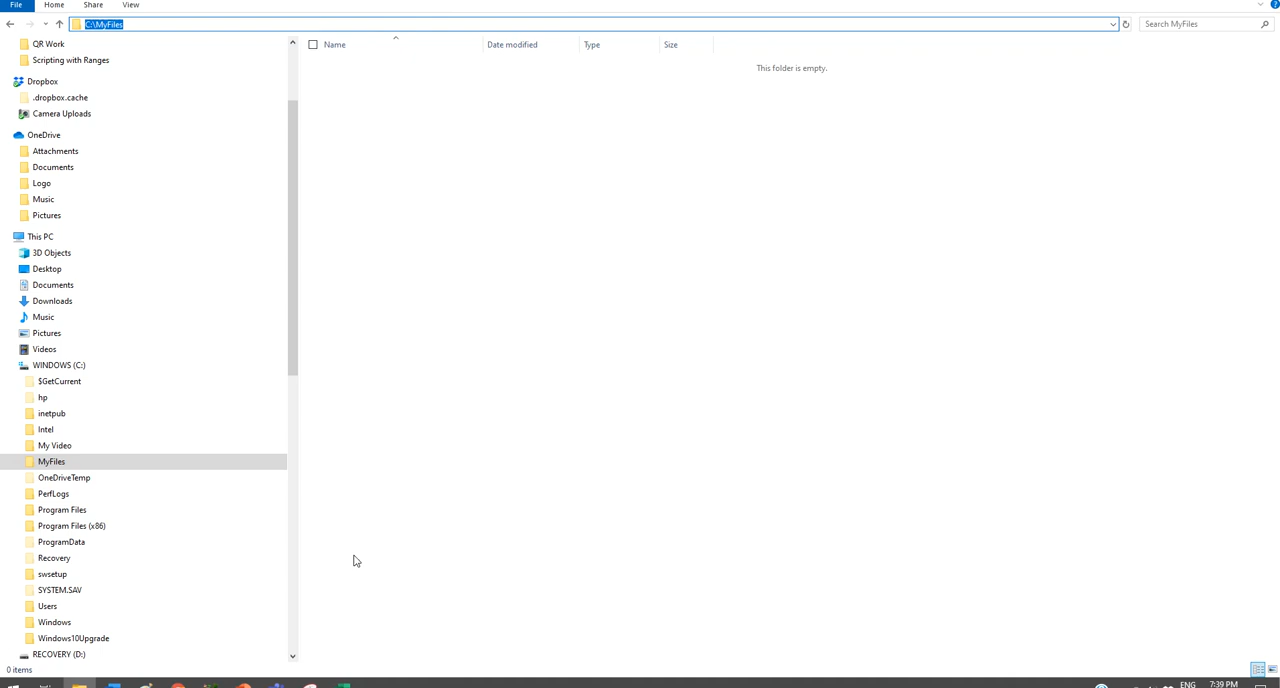 File Home Share View
C:\MyFiles
Search MyFiles
QR Work
Scripting with Ranges
Dropbox
.dropbox.cache
Camera Uploads
OneDrive
Attachments
Documents
Logo
Music
Pictures
This PC
3D Objects
Desktop
Documents
Downloads
Music
Pictures
Videos
WINDOWS (C:)
$GetCurrent
hp
inetpub
Intel
My Video
MyFiles
OneDriveTemp
PerfLogs
Program Files
Program Files (x86)
ProgramData
Recovery
swsetup
SYSTEM.SAV
Users
Windows
Windows10Upgrade
RECOVERY (D:)
Name Date modified Type Size
This folder is empty.
0 items
ENG 7:39 PM